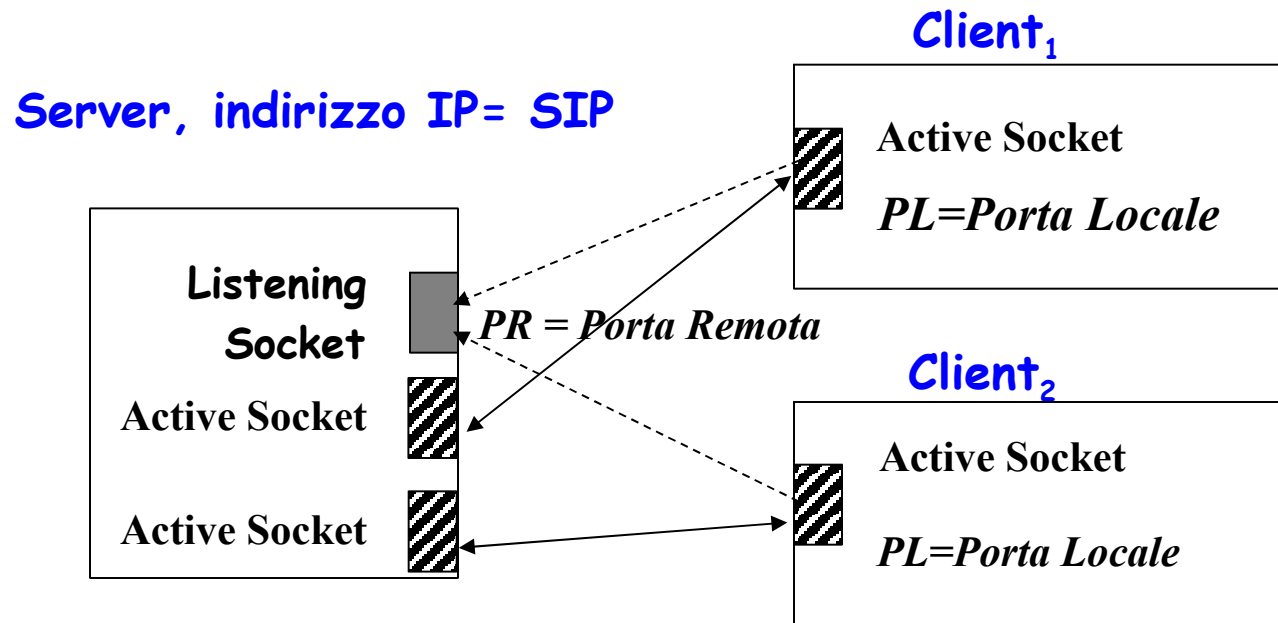 Client1
Server, indirizzo IP= SIP
Active Socket
PL=Porta Locale
Listening
Socket
PR = Porta Remota
Client2
Active Socket
Active Socket
Active Socket
PL=Porta Locale